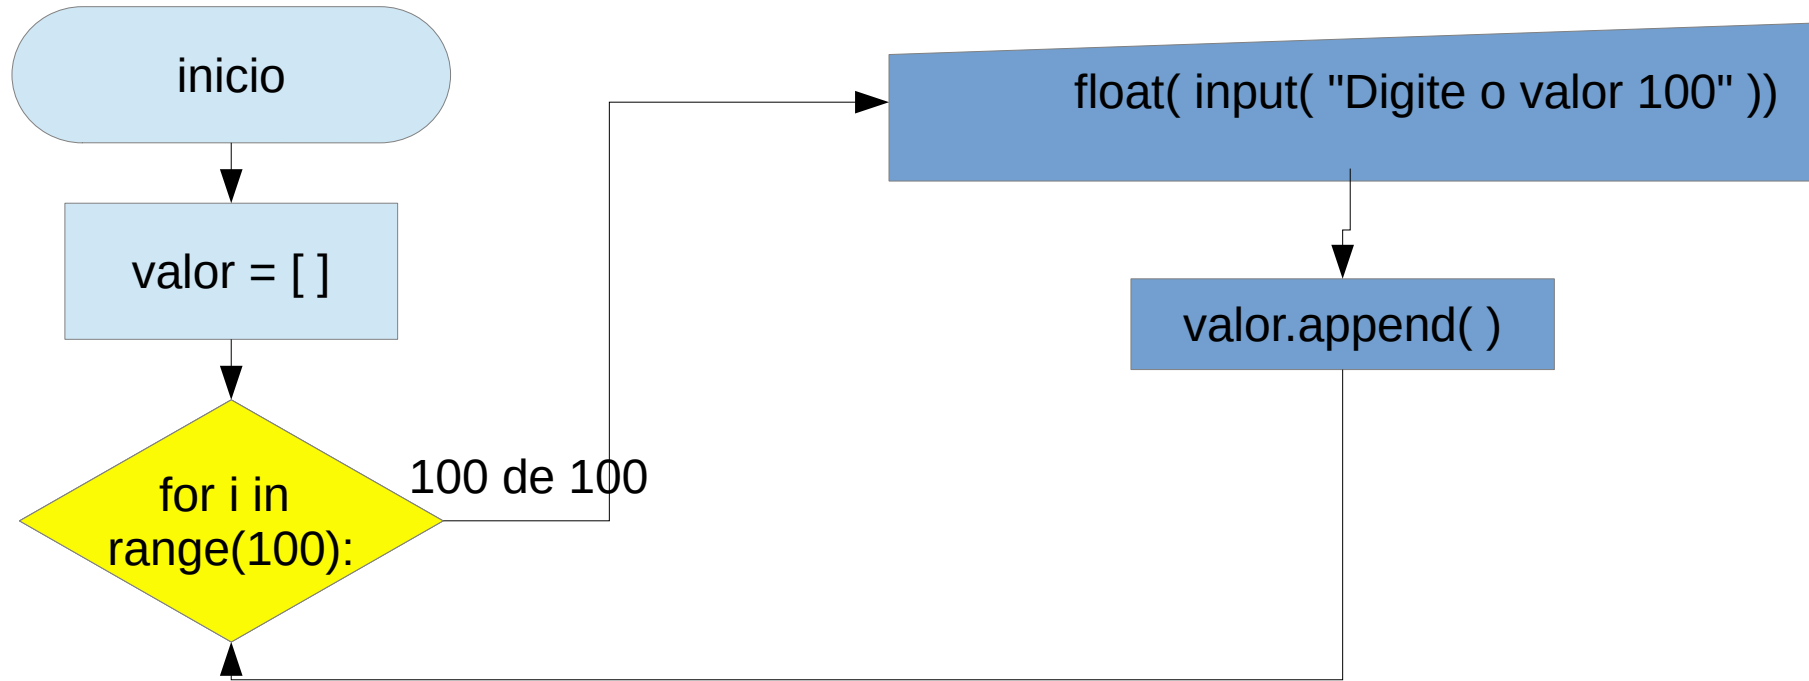 inicio
valor = [ ]
for i in
range(100):
100 de 100
float( input( "Digite o valor 100" ))
valor.append( )